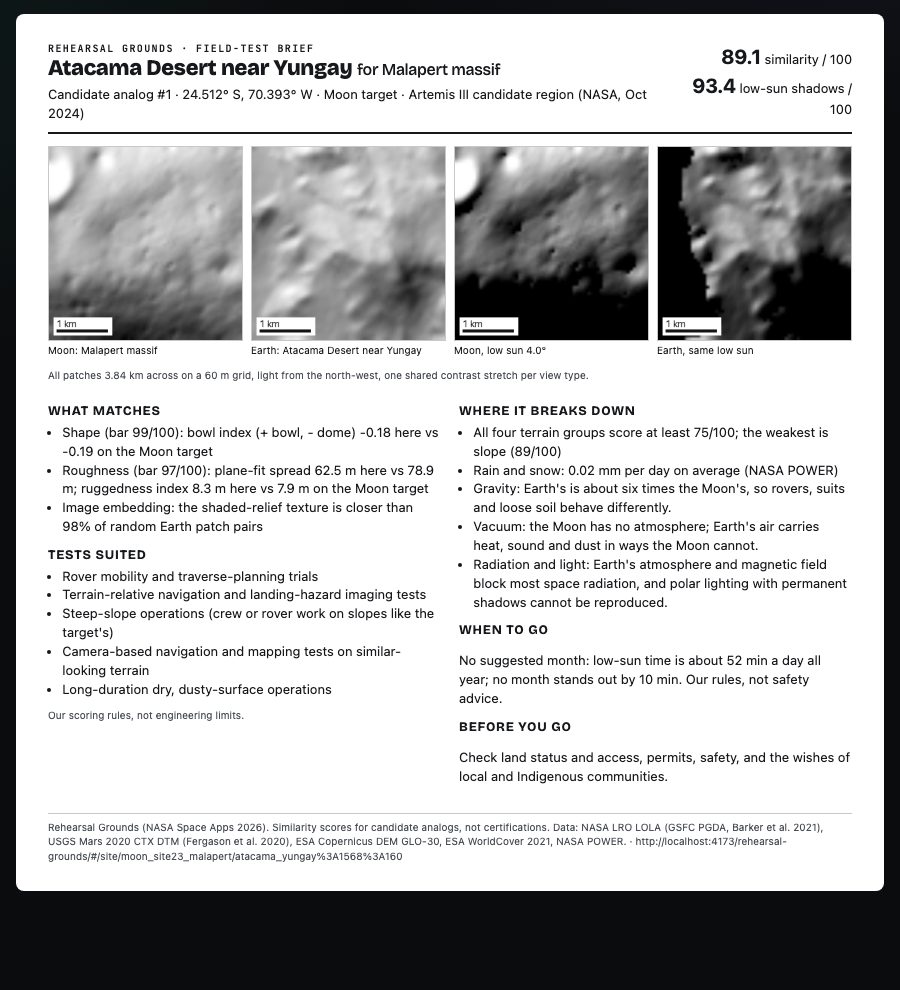 REHEARSAL GROUNDS · FIELD-TEST BRIEF
Atacama Desert near Yungay for Malapert massif
Candidate analog #1 · 24.512° S, 70.393° W · Moon target · Artemis III candidate region (NASA, Oct
2024)
89.1 similarity / 100
93.4 low-sun shadows /
100
1 km
1 km
1 km
1 km
Moon: Malapert massif
Earth: Atacama Desert near Yungay
Moon, low sun 4.0°
Earth, same low sun
All patches 3.84 km across on a 60 m grid, light from the north-west, one shared contrast stretch per view type.
WHAT MATCHES
• Shape (bar 99/100): bowl index (+ bowl, - dome) -0.18 here vs
-0.19 on the Moon target
• Roughness (bar 97/100): plane-fit spread 62.5 m here vs 78.9
m; ruggedness index 8.3 m here vs 7.9 m on the Moon target
• Image embedding: the shaded-relief texture is closer than
98% of random Earth patch pairs
TESTS SUITED
• Rover mobility and traverse-planning trials
• Terrain-relative navigation and landing-hazard imaging tests
• Steep-slope operations (crew or rover work on slopes like the
target's)
• Camera-based navigation and mapping tests on similar-
looking terrain
• Long-duration dry, dusty-surface operations
Our scoring rules, not engineering limits.
WHERE IT BREAKS DOWN
• All four terrain groups score at least 75/100; the weakest is
slope (89/100)
• Rain and snow: 0.02 mm per day on average (NASA POWER)
• Gravity: Earth's is about six times the Moon's, so rovers, suits
and loose soil behave differently.
• Vacuum: the Moon has no atmosphere; Earth's air carries
heat, sound and dust in ways the Moon cannot.
• Radiation and light: Earth's atmosphere and magnetic field
block most space radiation, and polar lighting with permanent
shadows cannot be reproduced.
WHEN TO GO
No suggested month: low-sun time is about 52 min a day all
year; no month stands out by 10 min. Our rules, not safety
advice.
BEFORE YOU GO
Check land status and access, permits, safety, and the wishes of
local and Indigenous communities.
Rehearsal Grounds (NASA Space Apps 2026). Similarity scores for candidate analogs, not certifications. Data: NASA LRO LOLA (GSFC PGDA, Barker et al. 2021),
USGS Mars 2020 CTX DTM (Fergason et al. 2020), ESA Copernicus DEM GLO-30, ESA WorldCover 2021, NASA POWER. · http://localhost:4173/rehearsal-
grounds/#/site/moon_site23_malapert/atacama_yungay%3A1568%3A160